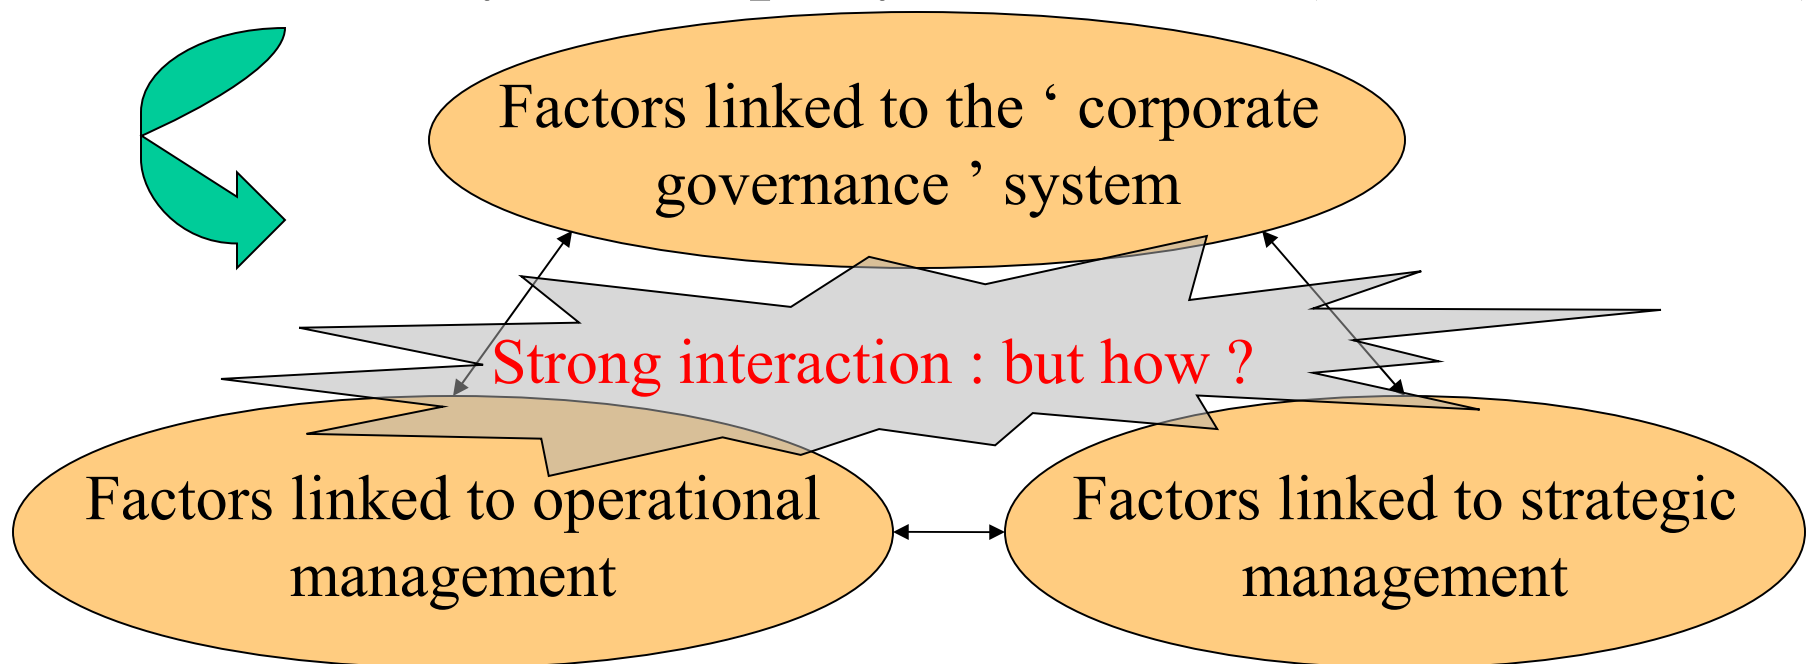 Factors linked to the ‘ corporate
governance ’ system
Strong interaction : but how ?
Factors linked to operational
management
Factors linked to strategic
management